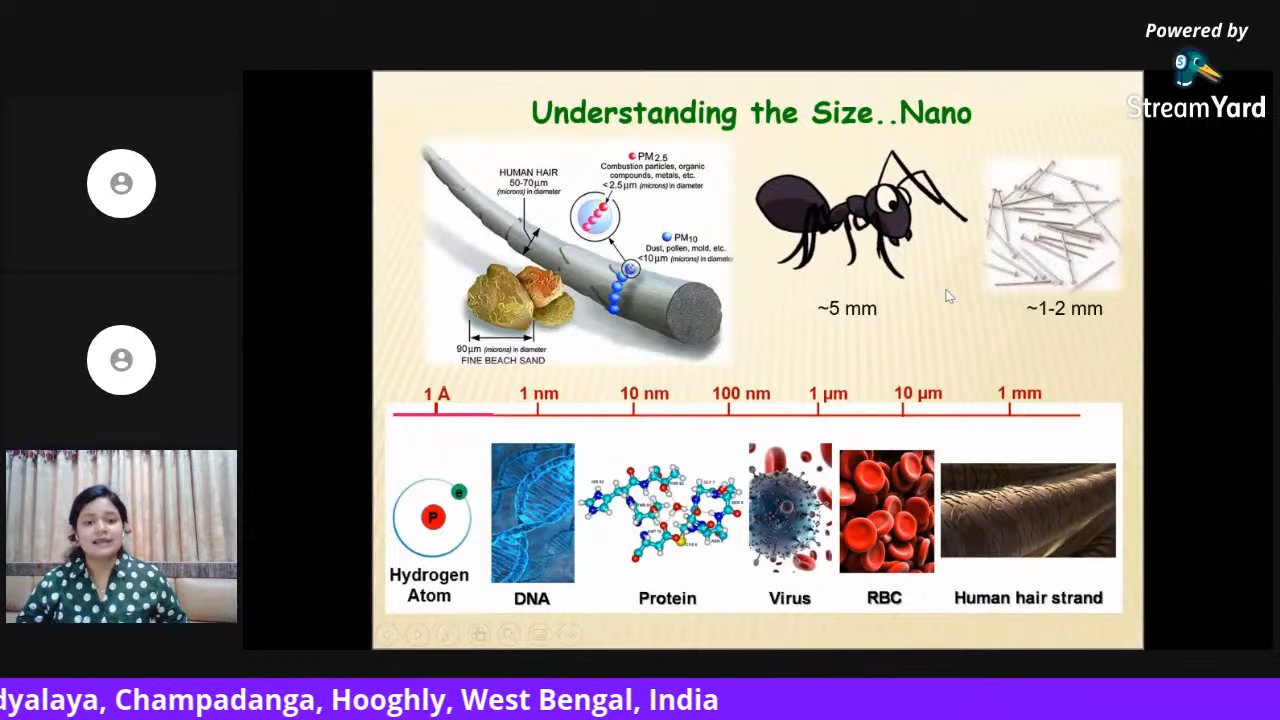 Powered by
StreamYard
Understanding the Size..Nano
HUMAN HAIR
50-70μm
(microns) in diameter
PM2.5
Combustion particles, organic
compounds, metals, etc.
<2.5μm (microns) in diameter
PM10
Dust, pollen, mold, etc.
<10μm (microns) in diameter
90μm (microns) in diameter
FINE BEACH SAND
~5 mm
~1-2 mm
1 Å 1 nm 10 nm 100 nm 1 μm 10 μm 1 mm
P
e
Hydrogen
Atom
DNA
Protein
Virus
RBC
Human hair strand
dyalaya, Champadanga, Hooghly, West Bengal, India